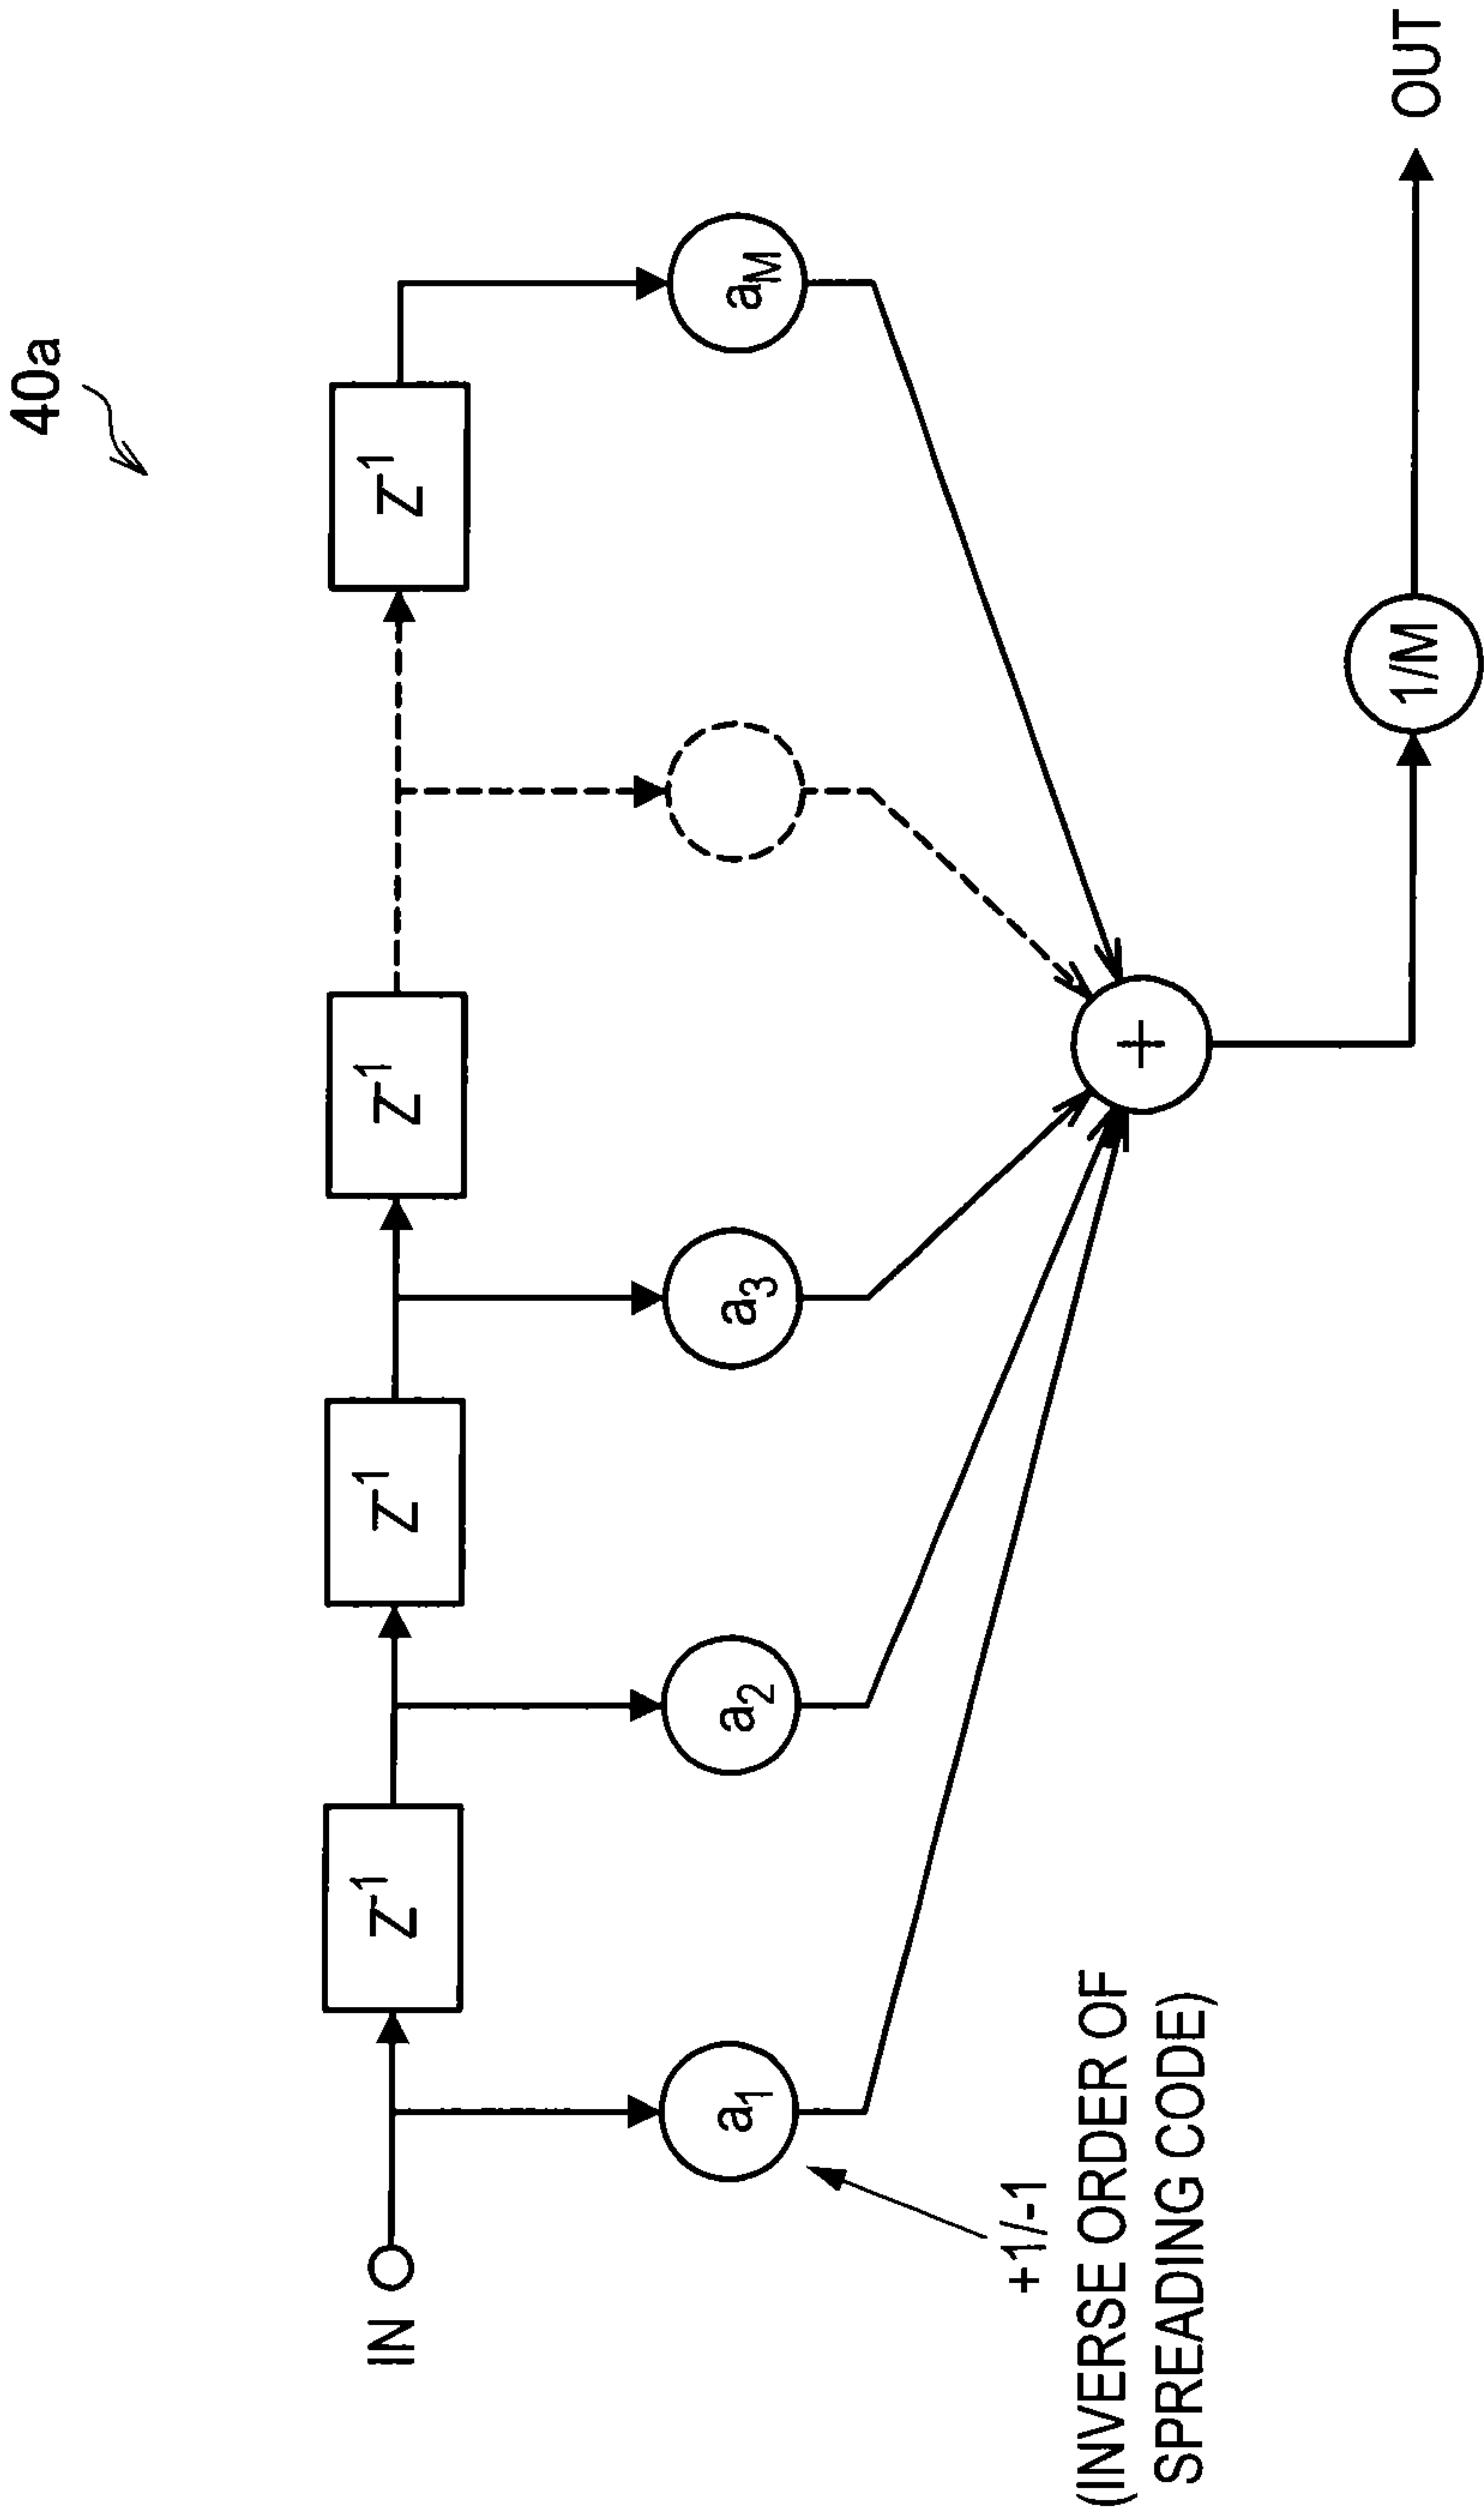 40a
IN
Z-1
Z-1
Z-1
Z-1
a1
a2
a3
aM
+1/-1
(INVERSE ORDER OF
SPREADING CODE)
+
1/M
OUT